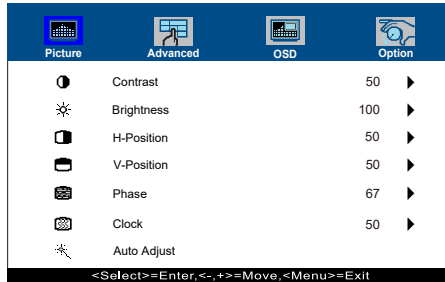 Picture Advanced OSD Option
Contrast 50
Brightness 100
H-Position 50
V-Position 50
Phase 67
Clock 50
Auto Adjust
<Select>=Enter,<-,+>=Move,<Menu>=Exit